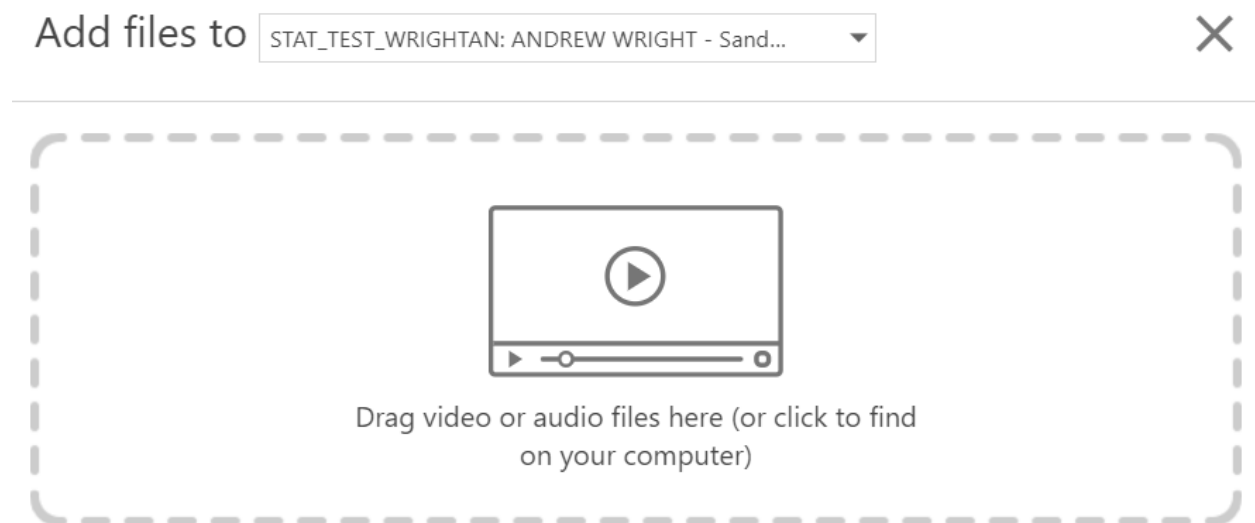 Add files to STAT_TEST_WRIGHTAN: ANDREW WRIGHT - Sand...
Drag video or audio files here (or click to find
on your computer)